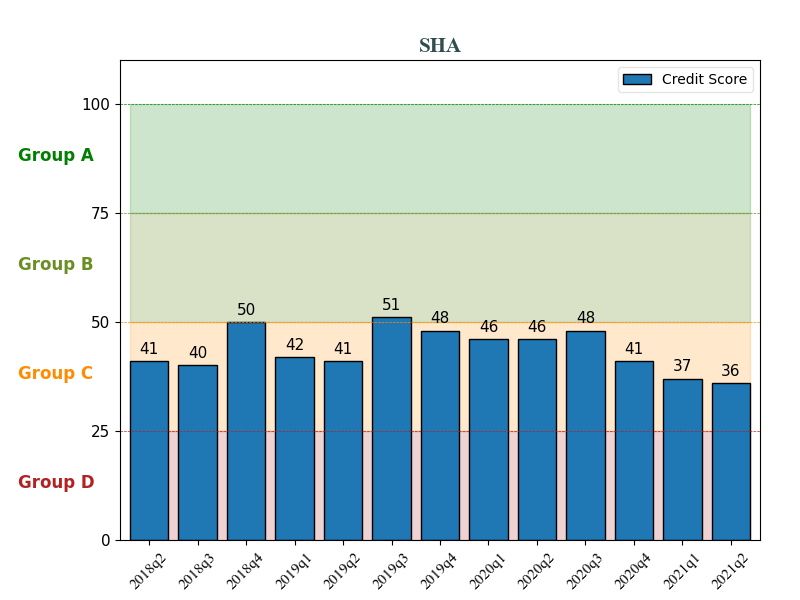 SHA
Credit Score
100
Group A
75
Group B
50
Group C
25
Group D
0
41
40
50
42
41
51
48
46
46
48
41
37
36
2018q2
2018q3
2018q4
2019q1
2019q2
2019q3
2019q4
2020q1
2020q2
2020q3
2020q4
2021q1
2021q2